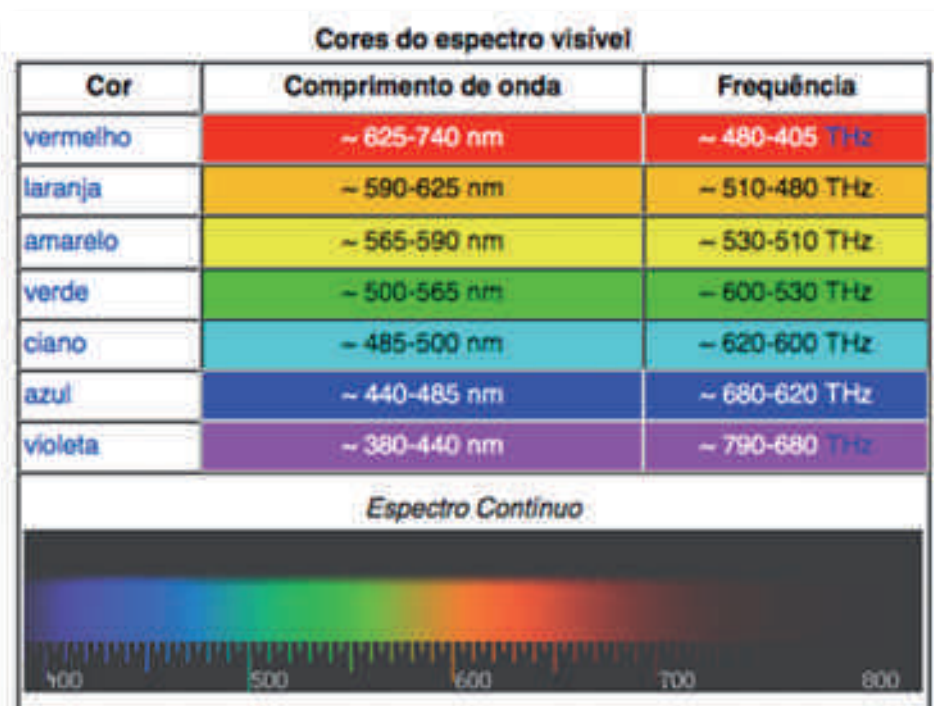 Cores do espectro visível
Cor Comprimento de onda Frequência
vermelho ~ 625-740 nm ~ 480-405 THz
laranja ~ 590-625 nm ~ 510-480 THz
amarelo ~ 565-590 nm ~ 530-510 THz
verde ~ 500-565 nm ~ 600-530 THz
ciano ~ 485-500 nm ~ 620-600 THz
azul ~ 440-485 nm ~ 680-620 THz
violeta ~ 380-440 nm ~ 790-680 THz
Espectro Contínuo
400 500 600 700 800